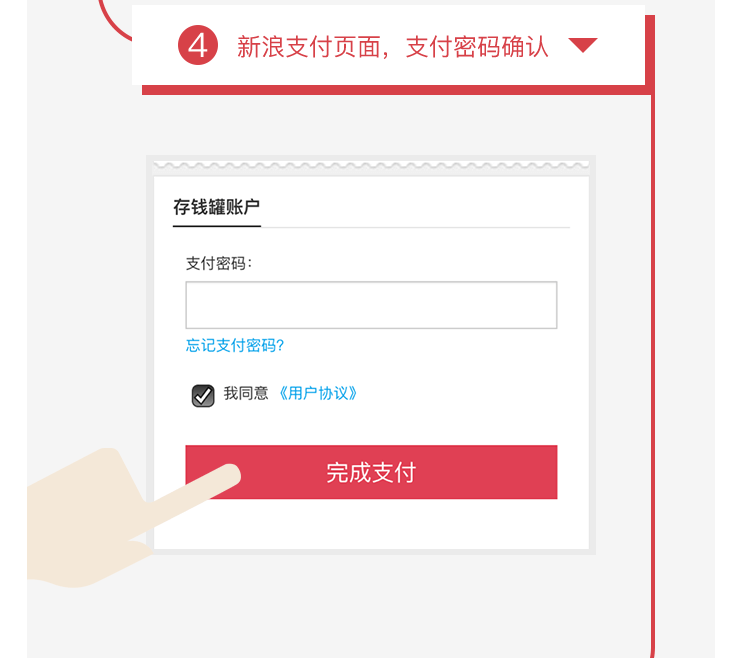 4 新浪支付页面，支付密码确认
存钱罐账户
支付密码：
忘记支付密码?
我同意《用户协议》
完成支付